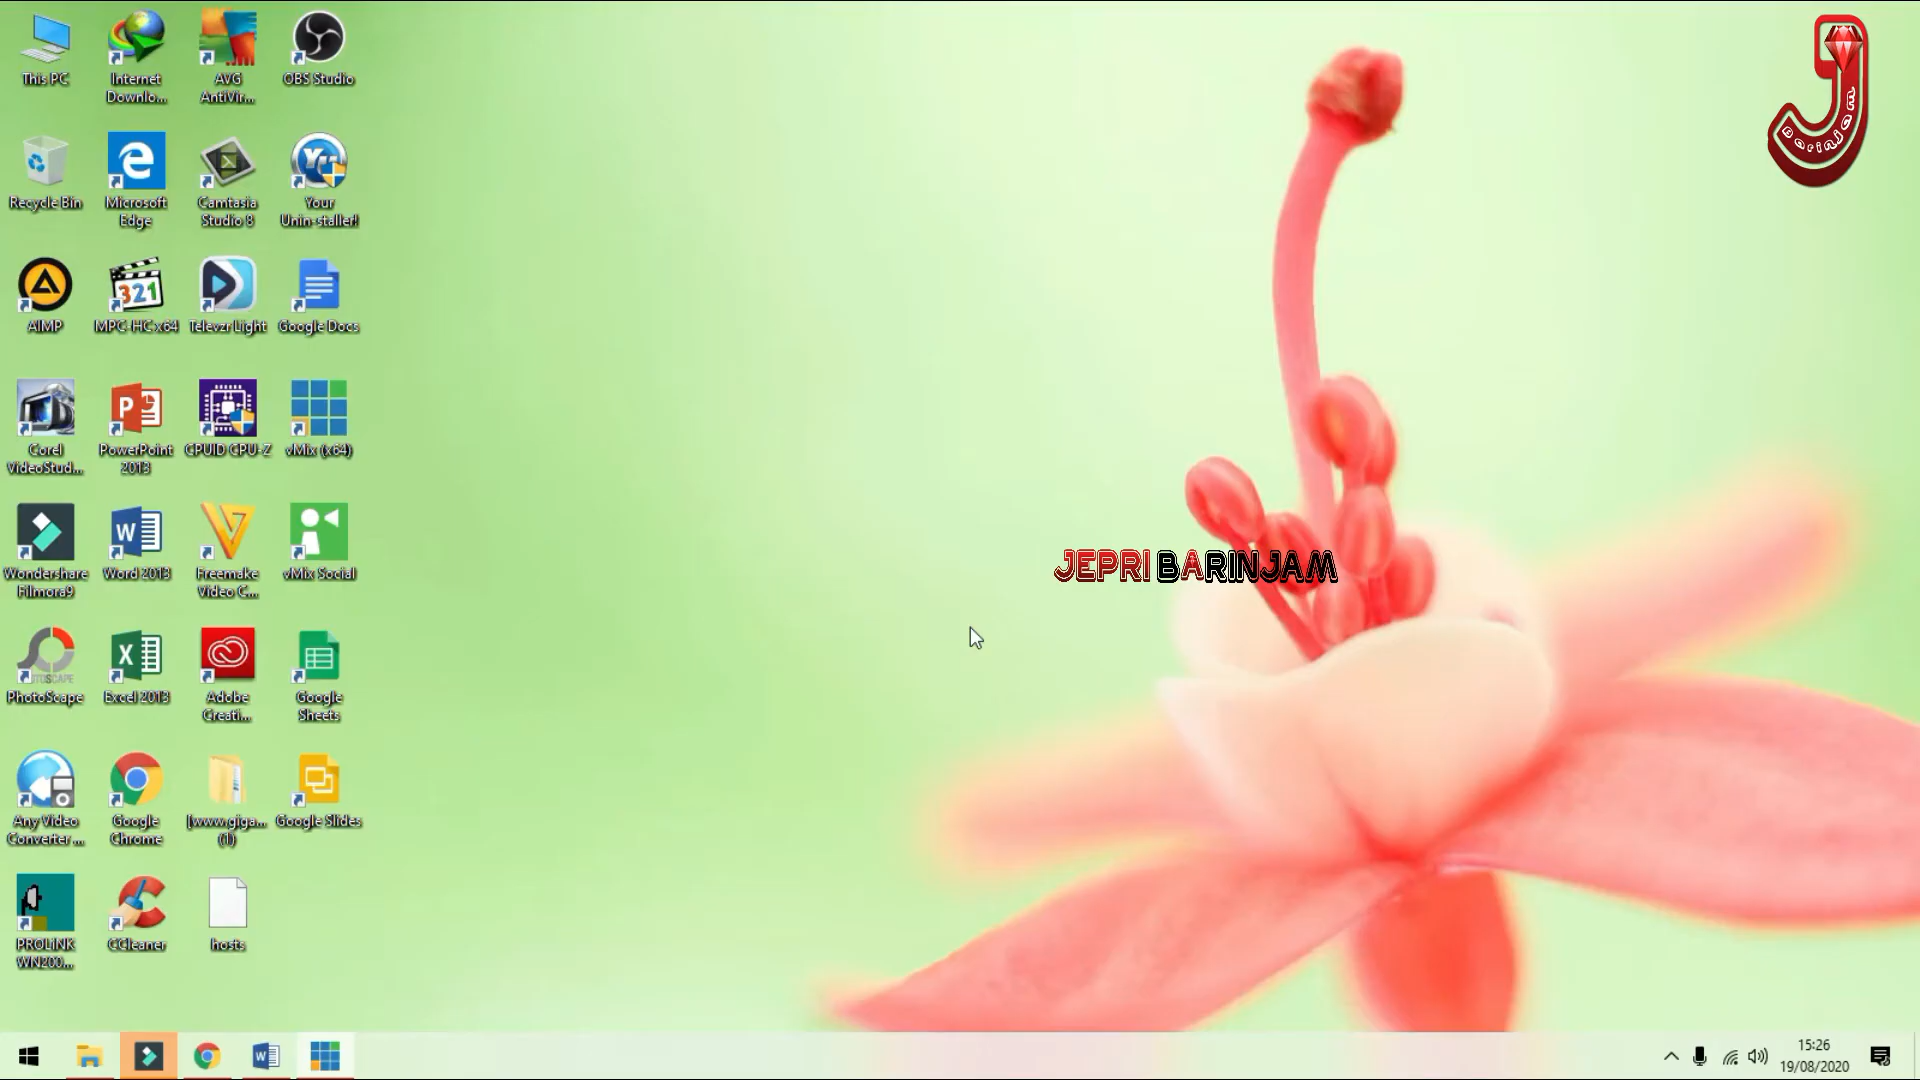 This PC
Internet
Downlo...
AVG
AntiVir...
OBS Studio
Recycle Bin
Microsoft
Edge
Camtasia
Studio 8
Your
Unin-staller!
AIMP
MPC-HC x64
Televzr Light
Google Docs
Corel
VideoStud...
PowerPoint
2013
CPUID CPU-Z
vMix (x64)
Wondershare
Filmora9
Word 2013
Freemake
Video C...
vMix Social
PhotoScape
Excel 2013
Adobe
Creati...
Google
Sheets
Any Video
Converter ...
Google
Chrome
[www.giga...
(1)
Google Slides
PROLiNK
WN200...
CCleaner
hosts
Barinjam
JEPRI BARINJAM
15:26
19/08/2020